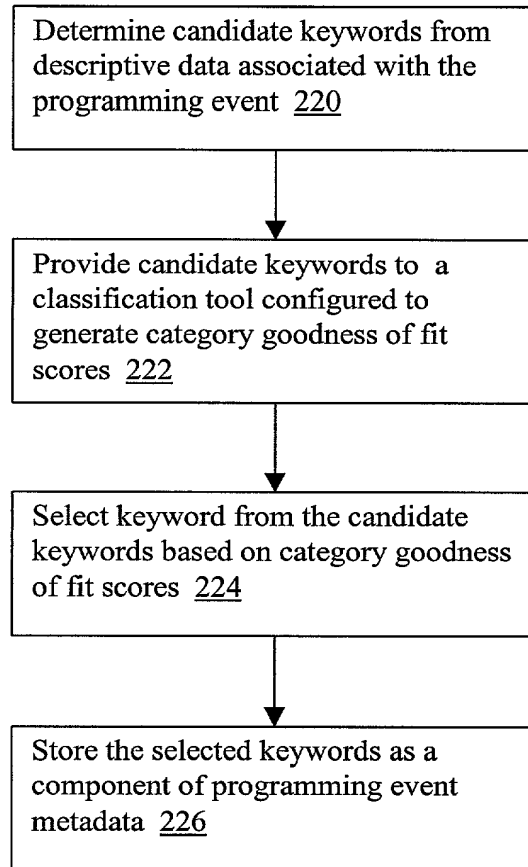 Determine candidate keywords from
descriptive data associated with the
programming event 220
Provide candidate keywords to a
classification tool configured to
generate category goodness of fit
scores 222
Select keyword from the candidate
keywords based on category goodness
of fit scores 224
Store the selected keywords as a
component of programming event
metadata 226